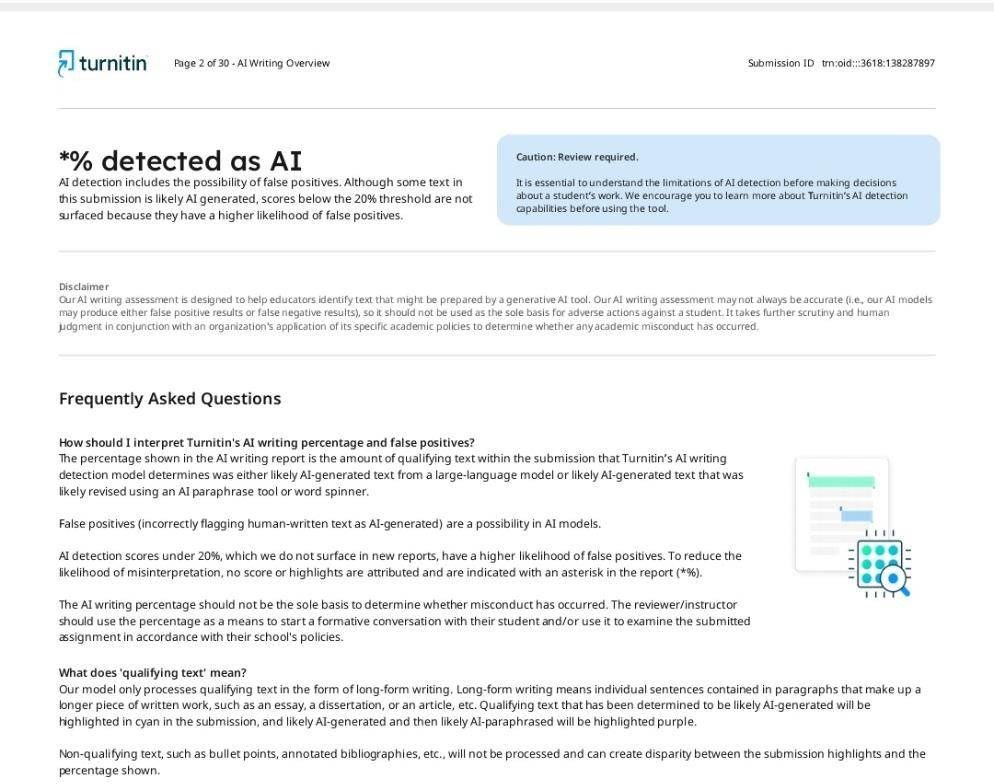 turnitin Page 2 of 30 - AI Writing Overview Submission ID trn:oid:::3618:138287897
*% detected as AI
AI detection includes the possibility of false positives. Although some text in
this submission is likely AI generated, scores below the 20% threshold are not
surfaced because they have a higher likelihood of false positives.
Caution: Review required.
It is essential to understand the limitations of AI detection before making decisions
about a student's work. We encourage you to learn more about Turnitin's AI detection
capabilities before using the tool.
Disclaimer
Our AI writing assessment is designed to help educators identify text that might be prepared by a generative AI tool. Our AI writing assessment may not always be accurate (i.e., our AI models
may produce either false positive results or false negative results), so it should not be used as the sole basis for adverse actions against a student. It takes further scrutiny and human
judgment in conjunction with an organization's application of its specific academic policies to determine whether any academic misconduct has occurred.
Frequently Asked Questions
How should I interpret Turnitin's AI writing percentage and false positives?
The percentage shown in the AI writing report is the amount of qualifying text within the submission that Turnitin's AI writing
detection model determines was either likely AI-generated text from a large-language model or likely AI-generated text that was
likely revised using an AI paraphrase tool or word spinner.
False positives (incorrectly flagging human-written text as AI-generated) are a possibility in AI models.
AI detection scores under 20%, which we do not surface in new reports, have a higher likelihood of false positives. To reduce the
likelihood of misinterpretation, no score or highlights are attributed and are indicated with an asterisk in the report (*%).
The AI writing percentage should not be the sole basis to determine whether misconduct has occurred. The reviewer/instructor
should use the percentage as a means to start a formative conversation with their student and/or use it to examine the submitted
assignment in accordance with their school's policies.
What does 'qualifying text' mean?
Our model only processes qualifying text in the form of long-form writing. Long-form writing means individual sentences contained in paragraphs that make up a
longer piece of written work, such as an essay, a dissertation, or an article, etc. Qualifying text that has been determined to be likely AI-generated will be
highlighted in cyan in the submission, and likely AI-generated and then likely AI-paraphrased will be highlighted purple.
Non-qualifying text, such as bullet points, annotated bibliographies, etc., will not be processed and can create disparity between the submission highlights and the
percentage shown.